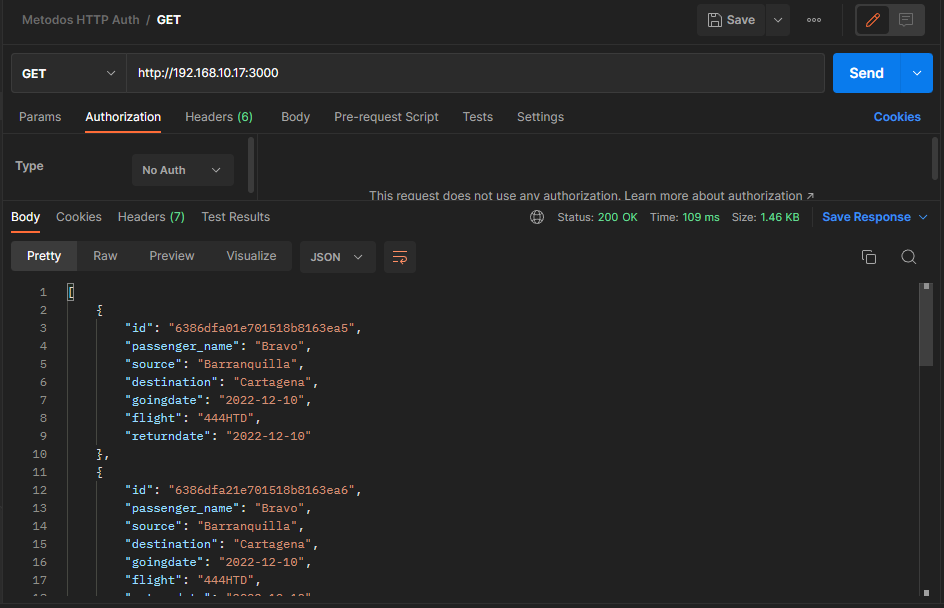 Metodos HTTP Auth / GET
Save
GET http://192.168.10.17:3000 Send
Params Authorization Headers (6) Body Pre-request Script Tests Settings Cookies
Type No Auth
This request does not use any authorization. Learn more about authorization ↗
Body Cookies Headers (7) Test Results Status: 200 OK Time: 109 ms Size: 1.46 KB Save Response
Pretty Raw Preview Visualize JSON
1 [
2 {
3 "id": "6386dfa01e701518b8163ea5",
4 "passenger_name": "Bravo",
5 "source": "Barranquilla",
6 "destination": "Cartagena",
7 "goingdate": "2022-12-10",
8 "flight": "444HTD",
9 "returndate": "2022-12-10"
10 },
11 {
12 "id": "6386dfa21e701518b8163ea6",
13 "passenger_name": "Bravo",
14 "source": "Barranquilla",
15 "destination": "Cartagena",
16 "goingdate": "2022-12-10",
17 "flight": "444HTD",